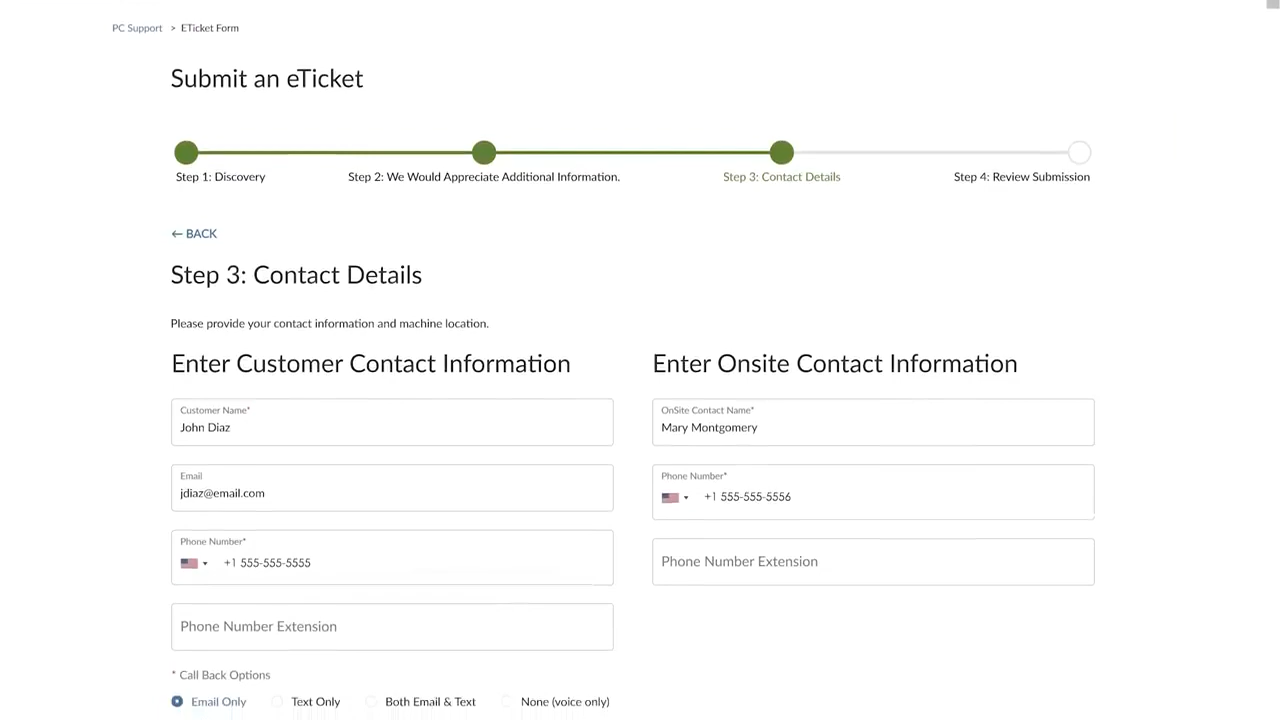 PC Support > ETicket Form
Submit an eTicket
Step 1: Discovery
Step 2: We Would Appreciate Additional Information.
Step 3: Contact Details
Step 4: Review Submission
← BACK
Step 3: Contact Details
Please provide your contact information and machine location.
Enter Customer Contact Information
Customer Name*
John Diaz
Email
jdiaz@email.com
Phone Number*
+1 555-555-5555
Phone Number Extension
* Call Back Options
Email Only
Text Only
Both Email & Text
None (voice only)
Enter Onsite Contact Information
OnSite Contact Name*
Mary Montgomery
Phone Number*
+1 555-555-5556
Phone Number Extension